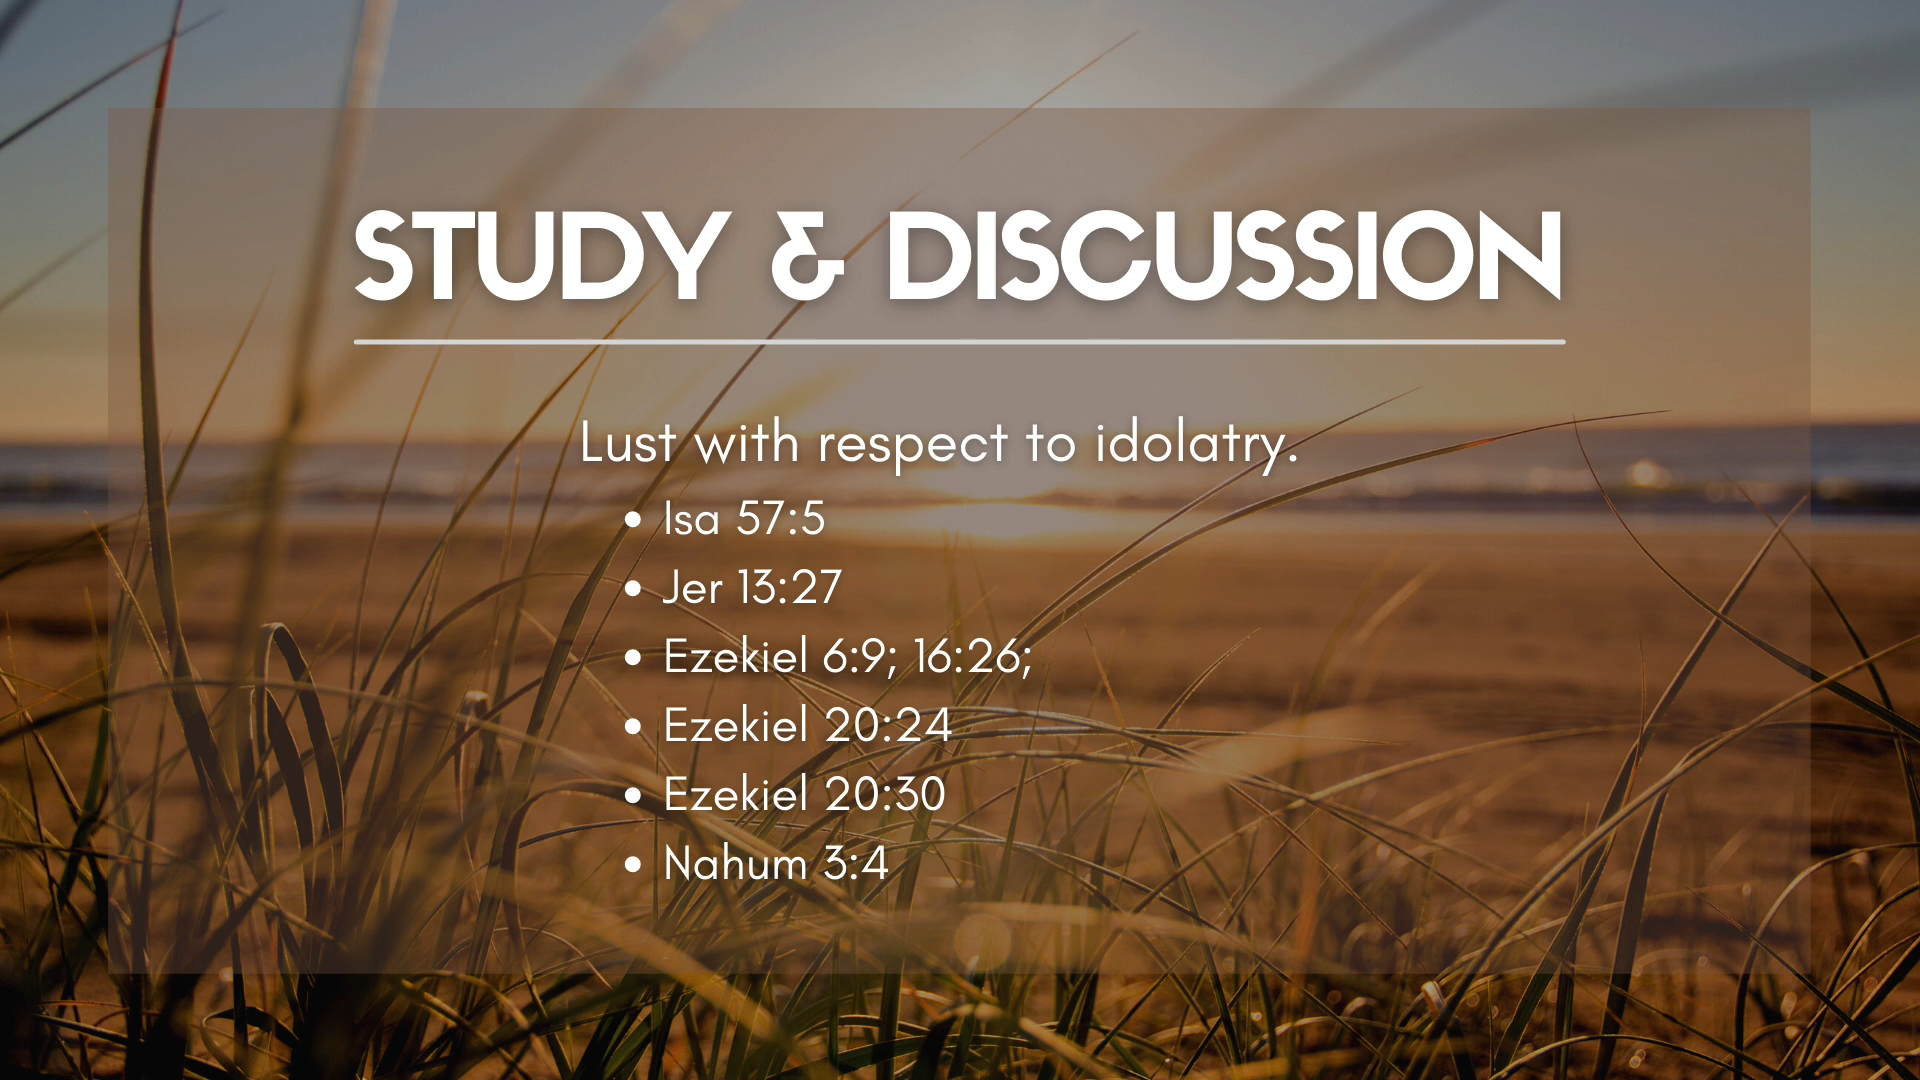 STUDY & DISCUSSION
Lust with respect to idolatry.
• Isa 57:5
• Jer 13:27
• Ezekiel 6:9; 16:26;
• Ezekiel 20:24
• Ezekiel 20:30
• Nahum 3:4